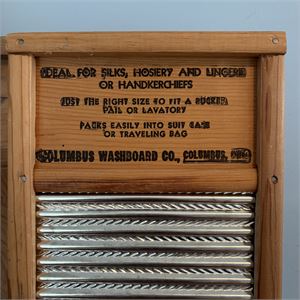 IDEAL FOR SILKS, HOSIERY AND LINGERIE
OR HANDKERCHIEFS
JUST THE RIGHT SIZE TO FIT A BUCKET,
PAIL OR LAVATORY
PACKS EASILY INTO SUIT CASE
OR TRAVELING BAG
COLUMBUS WASHBOARD CO., COLUMBUS, OHIO